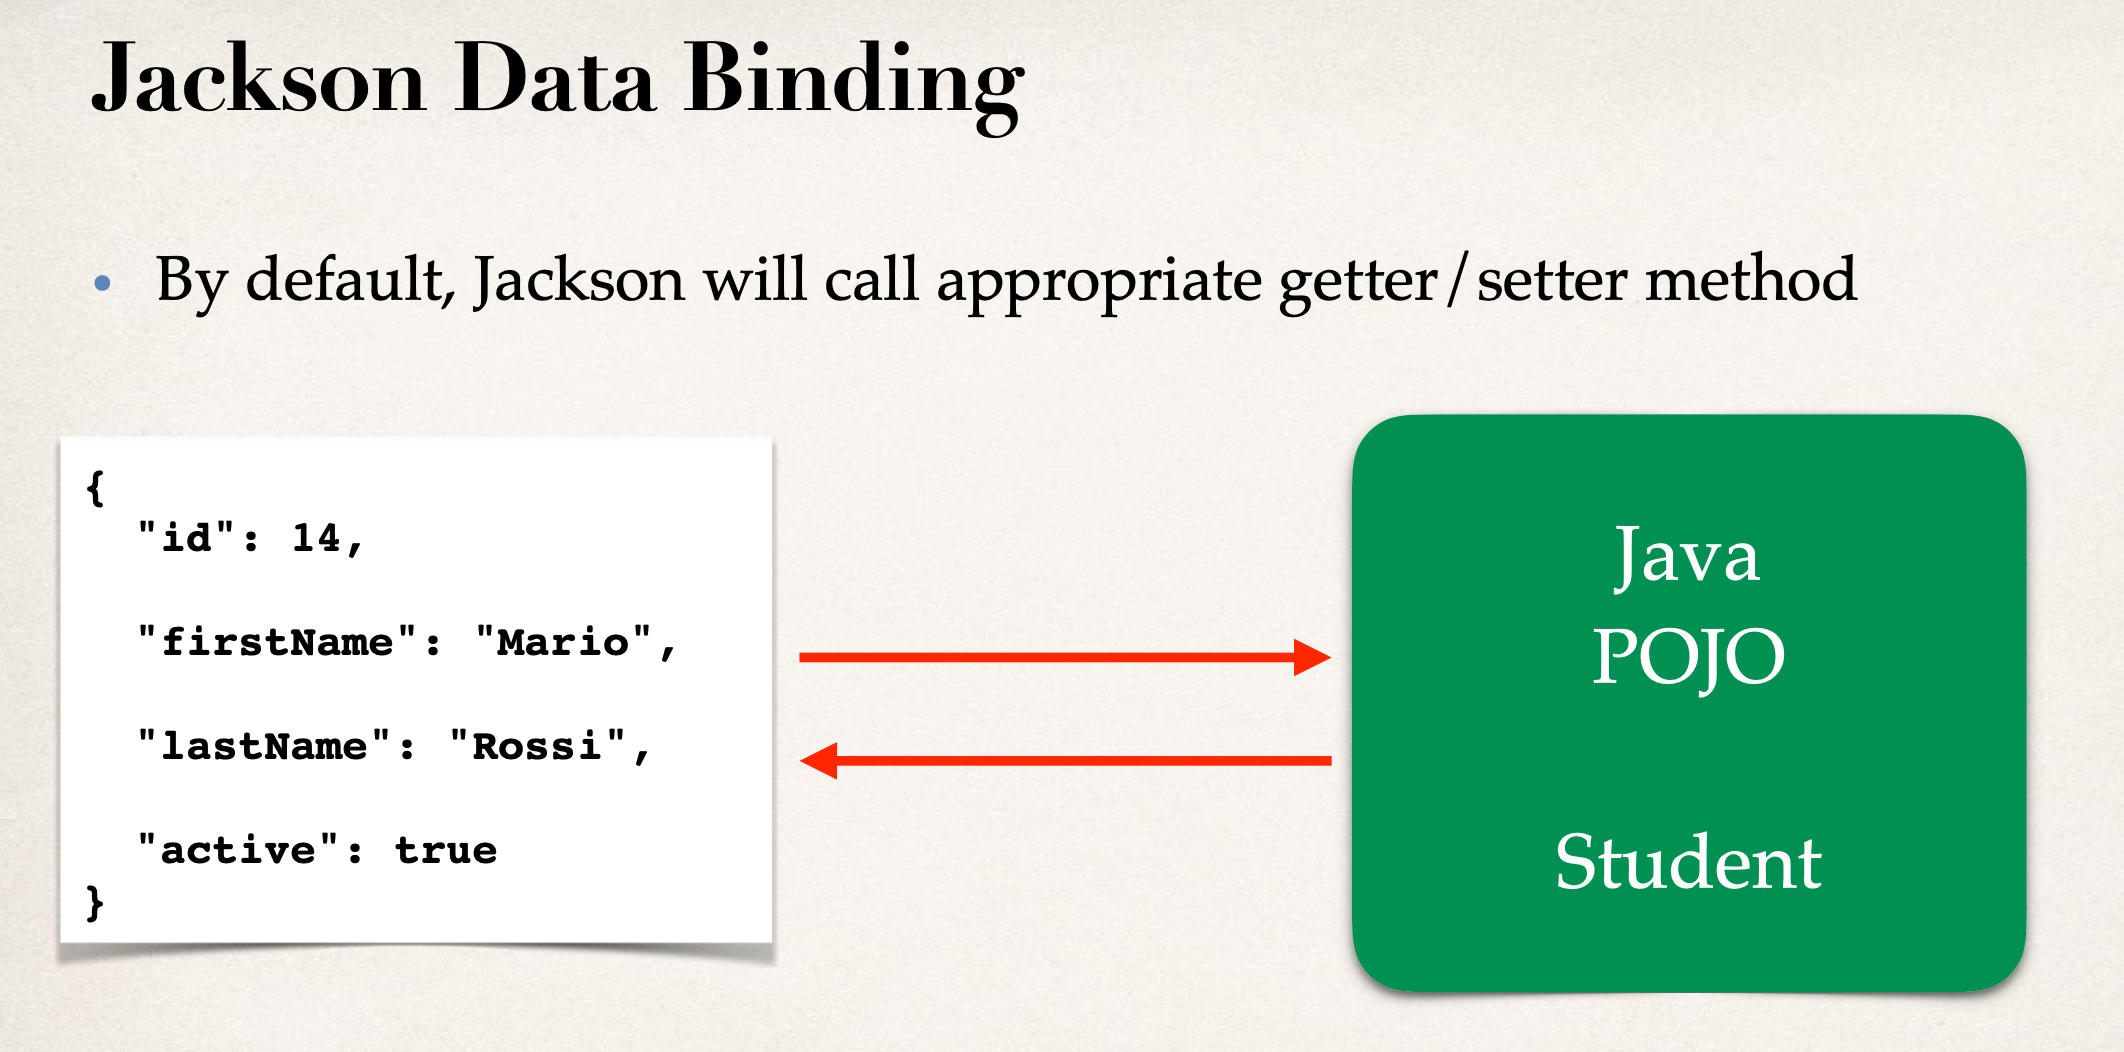 Jackson Data Binding
• By default, Jackson will call appropriate getter/setter method
{
"id": 14,
"firstName": "Mario",
"lastName": "Rossi",
"active": true
}
Java
POJO
Student